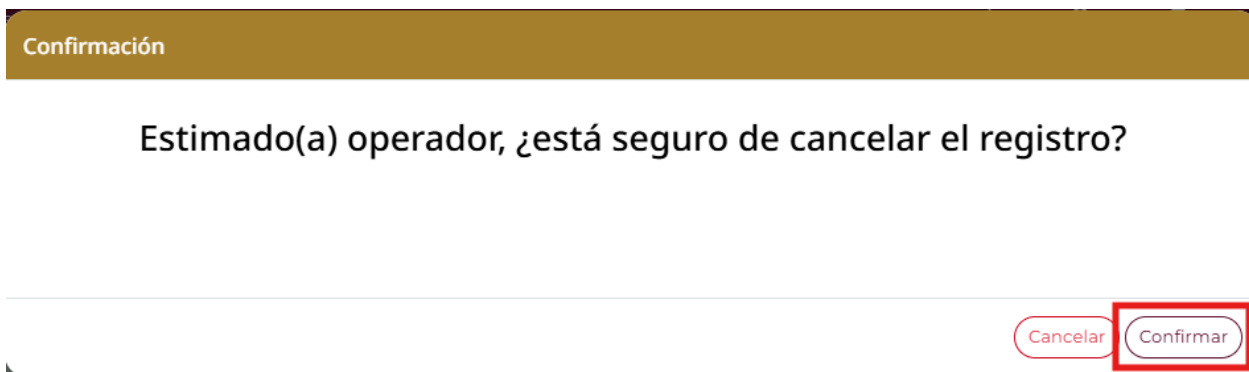 Confirmación
Estimado(a) operador, ¿está seguro de cancelar el registro?
Cancelar
Confirmar